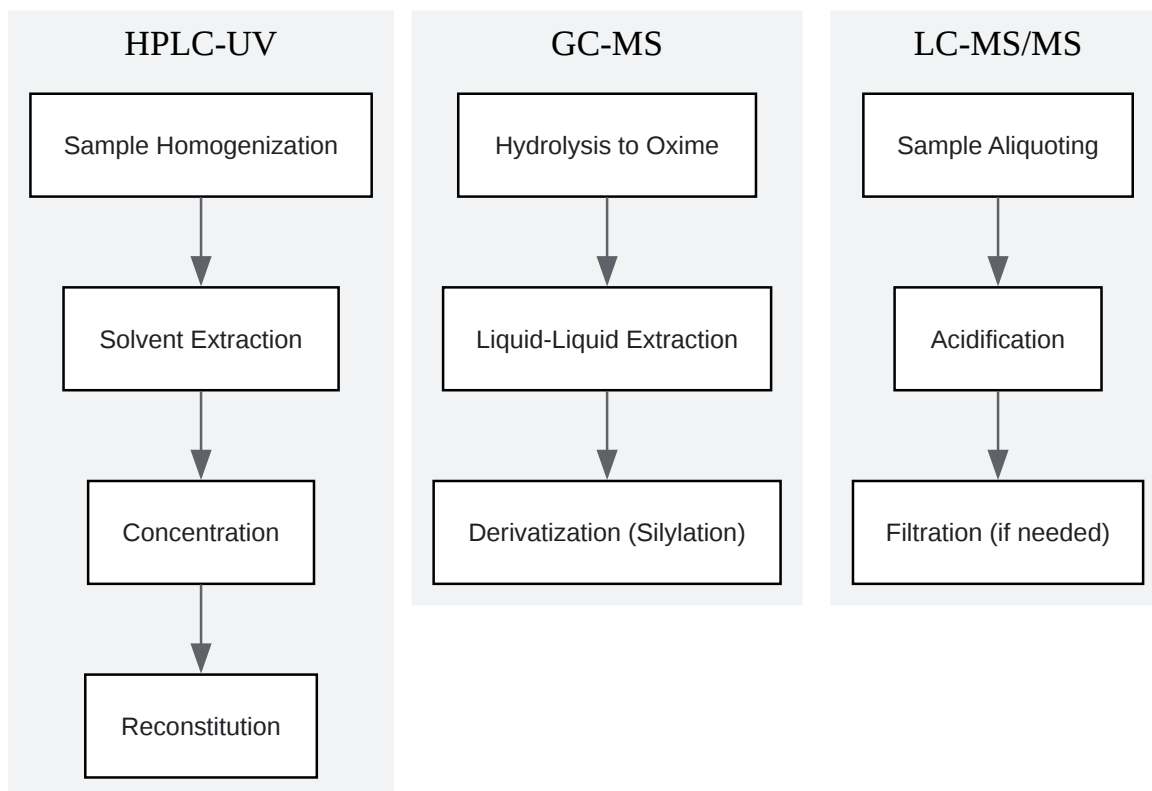 HPLC-UV
Sample Homogenization
Solvent Extraction
Concentration
Reconstitution
GC-MS
Hydrolysis to Oxime
Liquid-Liquid Extraction
Derivatization (Silylation)
LC-MS/MS
Sample Aliquoting
Acidification
Filtration (if needed)